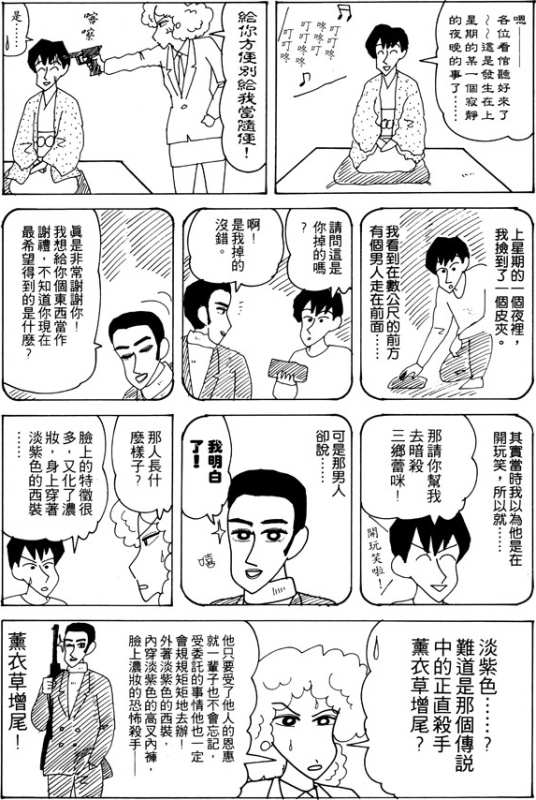 嗯——
各位看倌聽好來了
～～這是發生在上
星期的某一個寂靜
的夜晚的事了……
叮叮咚
叮叮咚
叮叮咚咚
給你方便別給我當隨便！
喀嚓
是……
上星期的一個夜裡，
我撿到了一個皮夾。
我看到在數公尺的前方
有個男人走在前面……
請問這是
你掉的嗎
？
啊！
是我掉的
沒錯。
真是非常謝謝你！
我想給你個東西當作
謝禮，不知道你現在
最希望得到的是什麼？
其實當時我以為他是在
開玩笑，所以就……
那請你幫我
去暗殺
三鄉蕾咪！
開玩笑啦！
可是那男人
卻說……
我明白
了！
嘻
那人長什
麼樣子？
臉上的特徵很
多，又化了濃
妝，身上穿著
淡紫色的西裝
……
淡紫色……？
難道是那個傳說
中的正直殺手
薰衣草增尾？
他只要受了他人的恩惠
就一輩子也不會忘記，
受委託的事情他也一定
會規規矩矩地去辦！
外著淡紫色的西裝，
內穿淡紫色的高叉內褲，
臉上濃妝的恐怖殺手——
薰衣草增尾！